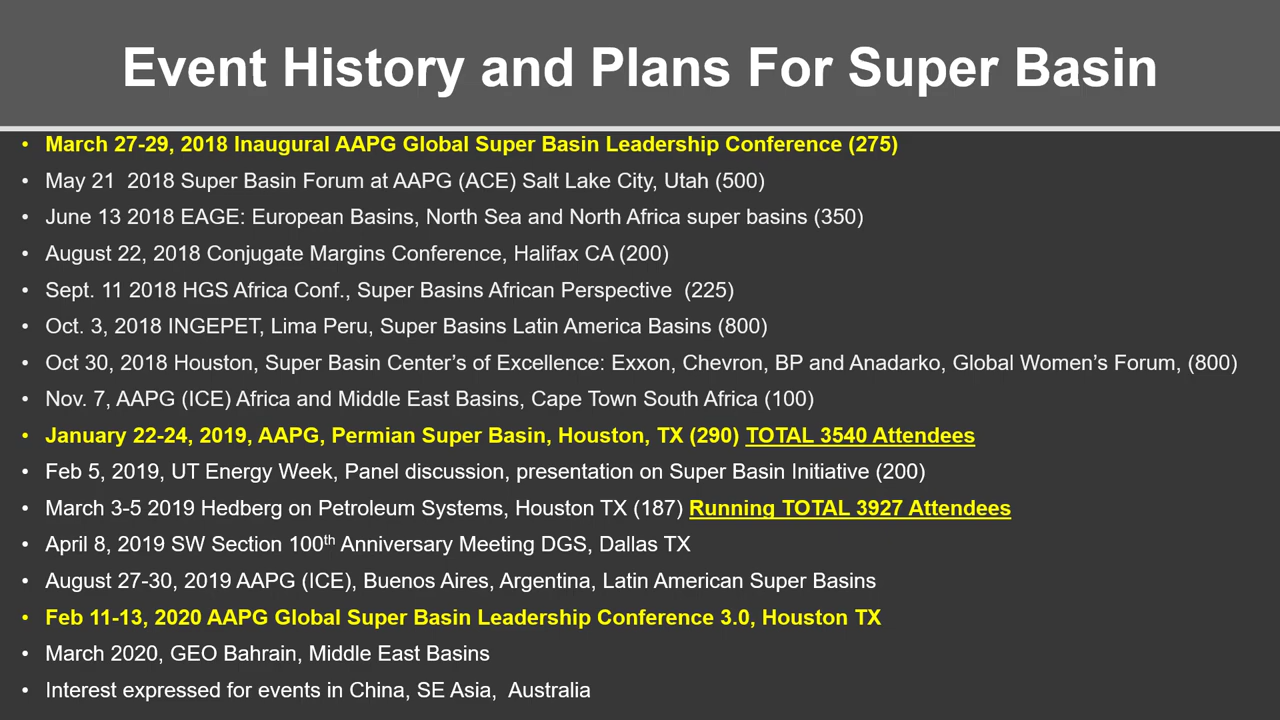 Event History and Plans For Super Basin
• March 27-29, 2018 Inaugural AAPG Global Super Basin Leadership Conference (275)
• May 21  2018 Super Basin Forum at AAPG (ACE) Salt Lake City, Utah (500)
• June 13 2018 EAGE: European Basins, North Sea and North Africa super basins (350)
• August 22, 2018 Conjugate Margins Conference, Halifax CA (200)
• Sept. 11 2018 HGS Africa Conf., Super Basins African Perspective  (225)
• Oct. 3, 2018 INGEPET, Lima Peru, Super Basins Latin America Basins (800)
• Oct 30, 2018 Houston, Super Basin Center's of Excellence: Exxon, Chevron, BP and Anadarko, Global Women's Forum, (800)
• Nov. 7, AAPG (ICE) Africa and Middle East Basins, Cape Town South Africa (100)
• January 22-24, 2019, AAPG, Permian Super Basin, Houston, TX (290) TOTAL 3540 Attendees
• Feb 5, 2019, UT Energy Week, Panel discussion, presentation on Super Basin Initiative (200)
• March 3-5 2019 Hedberg on Petroleum Systems, Houston TX (187) Running TOTAL 3927 Attendees
• April 8, 2019 SW Section 100th Anniversary Meeting DGS, Dallas TX
• August 27-30, 2019 AAPG (ICE), Buenos Aires, Argentina, Latin American Super Basins
• Feb 11-13, 2020 AAPG Global Super Basin Leadership Conference 3.0, Houston TX
• March 2020, GEO Bahrain, Middle East Basins
• Interest expressed for events in China, SE Asia,  Australia